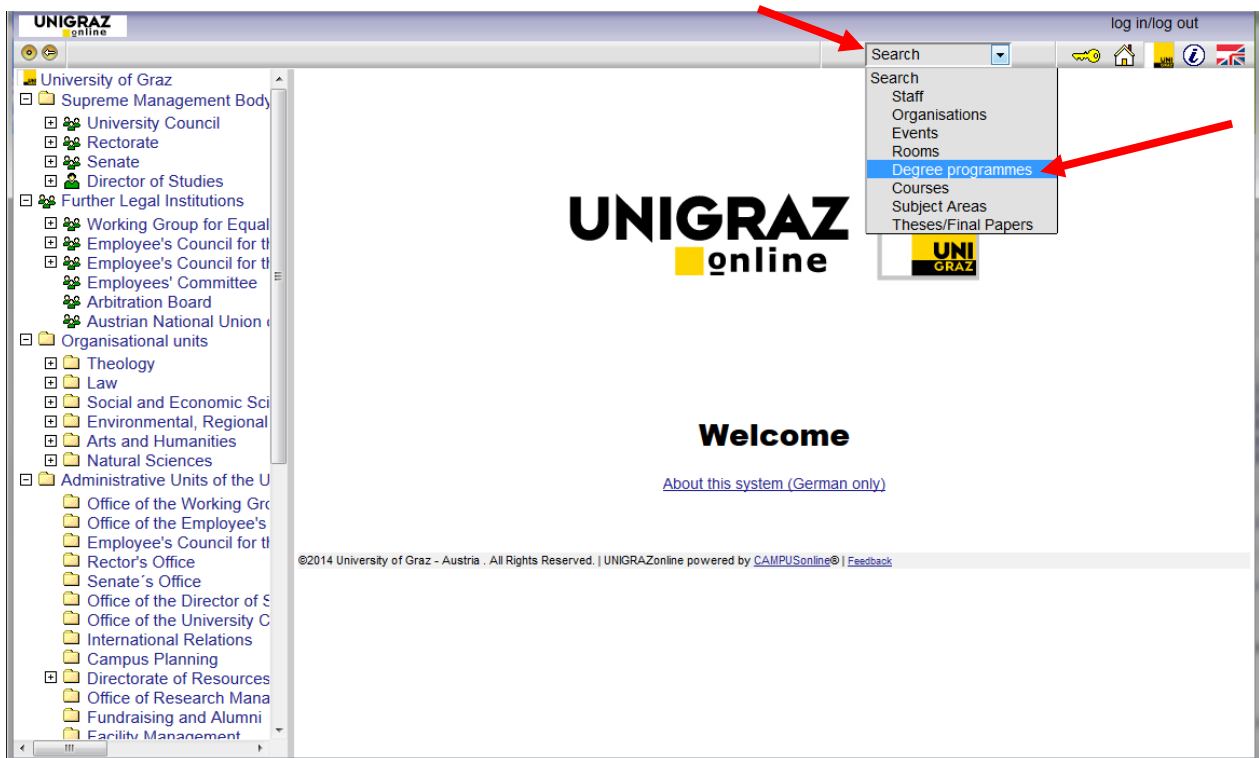 UNIGRAZ
online
log in/log out
Search
Search
Staff
Organisations
Events
Rooms
Degree programmes
Courses
Subject Areas
Theses/Final Papers
University of Graz
Supreme Management Body
University Council
Rectorate
Senate
Director of Studies
Further Legal Institutions
Working Group for Equal
Employee's Council for th
Employee's Council for th
Employees' Committee
Arbitration Board
Austrian National Union
Organisational units
Theology
Law
Social and Economic Sci
Environmental, Regional
Arts and Humanities
Natural Sciences
Administrative Units of the U
Office of the Working Gro
Office of the Employee's
Employee's Council for th
Rector's Office
Senate´s Office
Office of the Director of S
Office of the University C
International Relations
Campus Planning
Directorate of Resources
Office of Research Mana
Fundraising and Alumni
Facility Management
UNIGRAZ
online
UNI
GRAZ
Welcome
About this system (German only)
©2014 University of Graz - Austria . All Rights Reserved. | UNIGRAZonline powered by CAMPUSonline® | Feedback